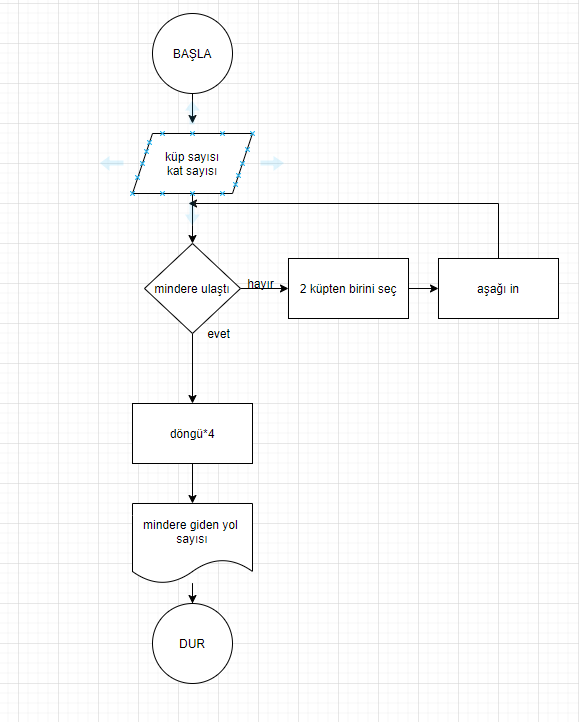 BAŞLA
küp sayısı
kat sayısı
mindere ulaştı
hayır
2 küpten birini seç
aşağı in
evet
döngü*4
mindere giden yol
sayısı
DUR